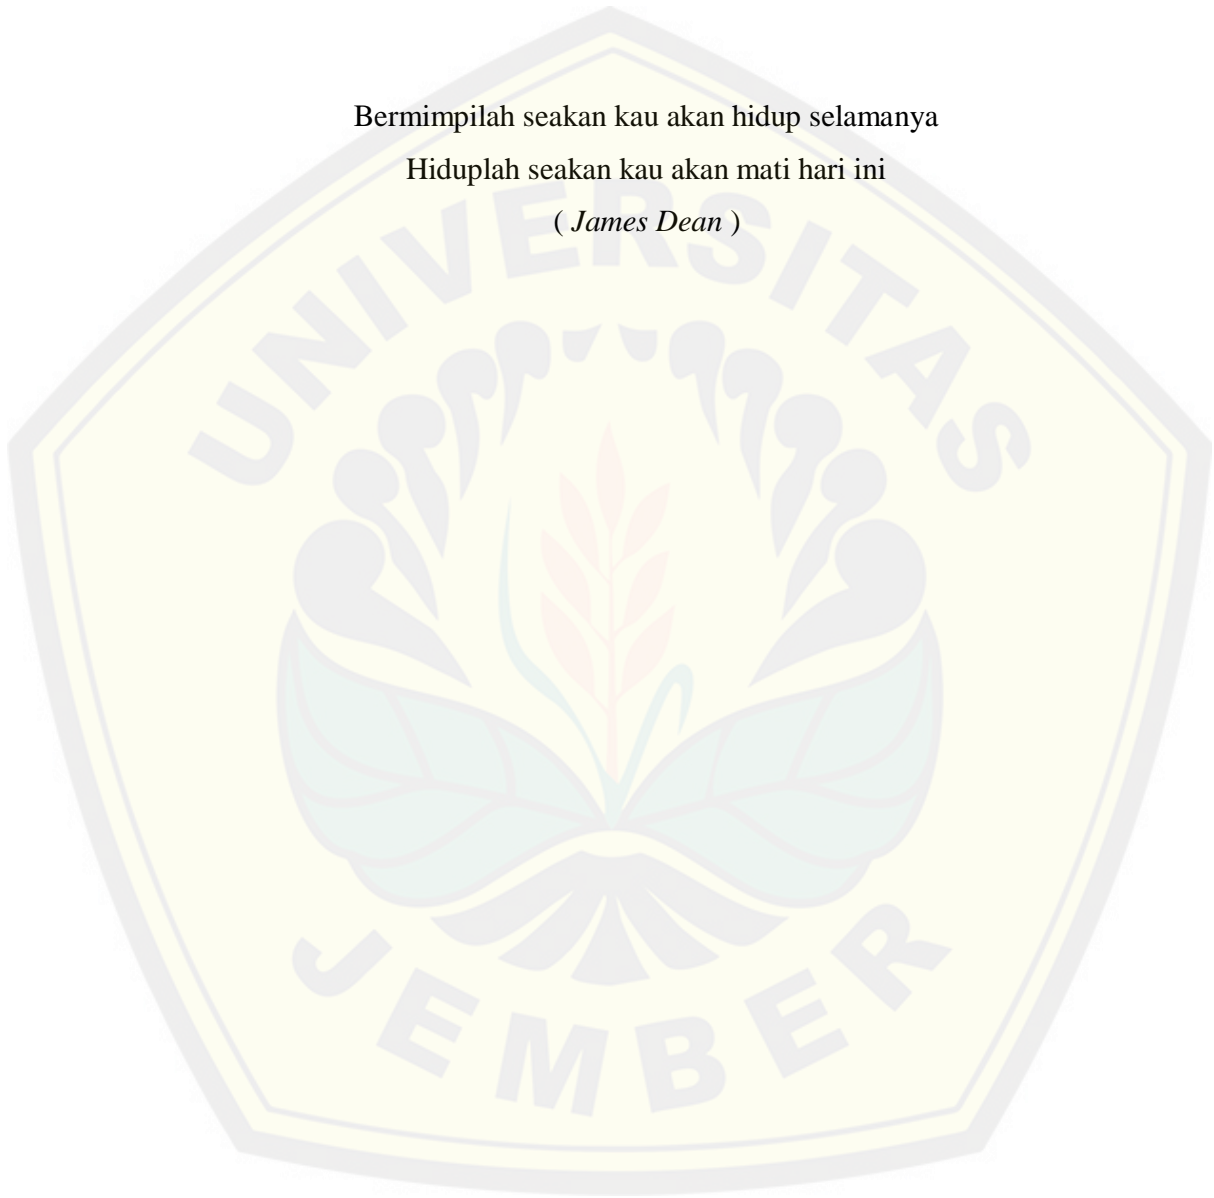 Bermimpilah seakan kau akan hidup selamanya
Hiduplah seakan kau akan mati hari ini
( James Dean )
UNIVERSITAS
JEMBER